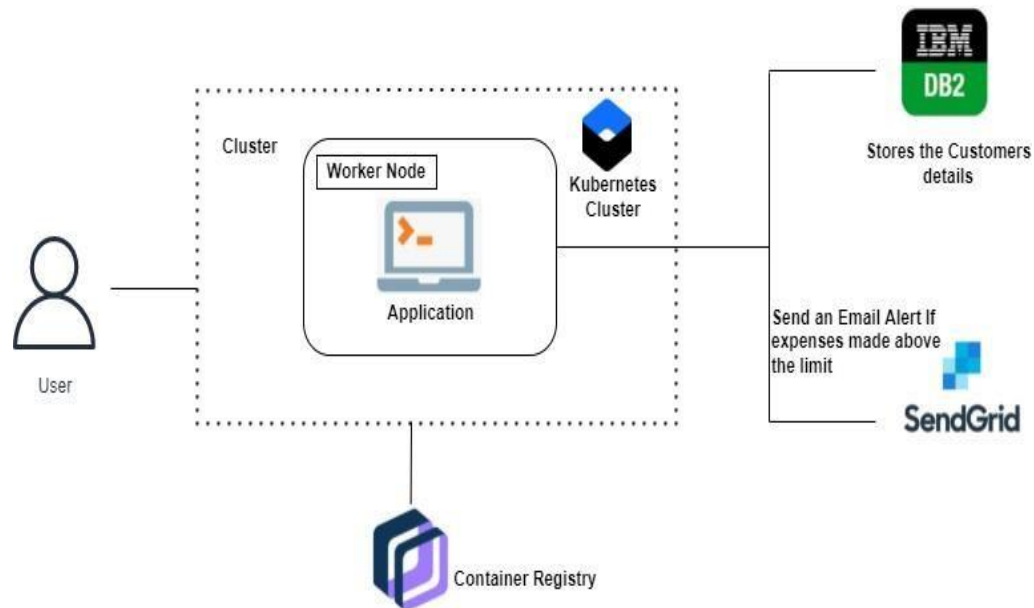 IBM
DB2
Stores the Customers
details
Cluster
Worker Node
Kubernetes
Cluster
Application
User
Send an Email Alert If
expenses made above
the limit
SendGrid
Container Registry